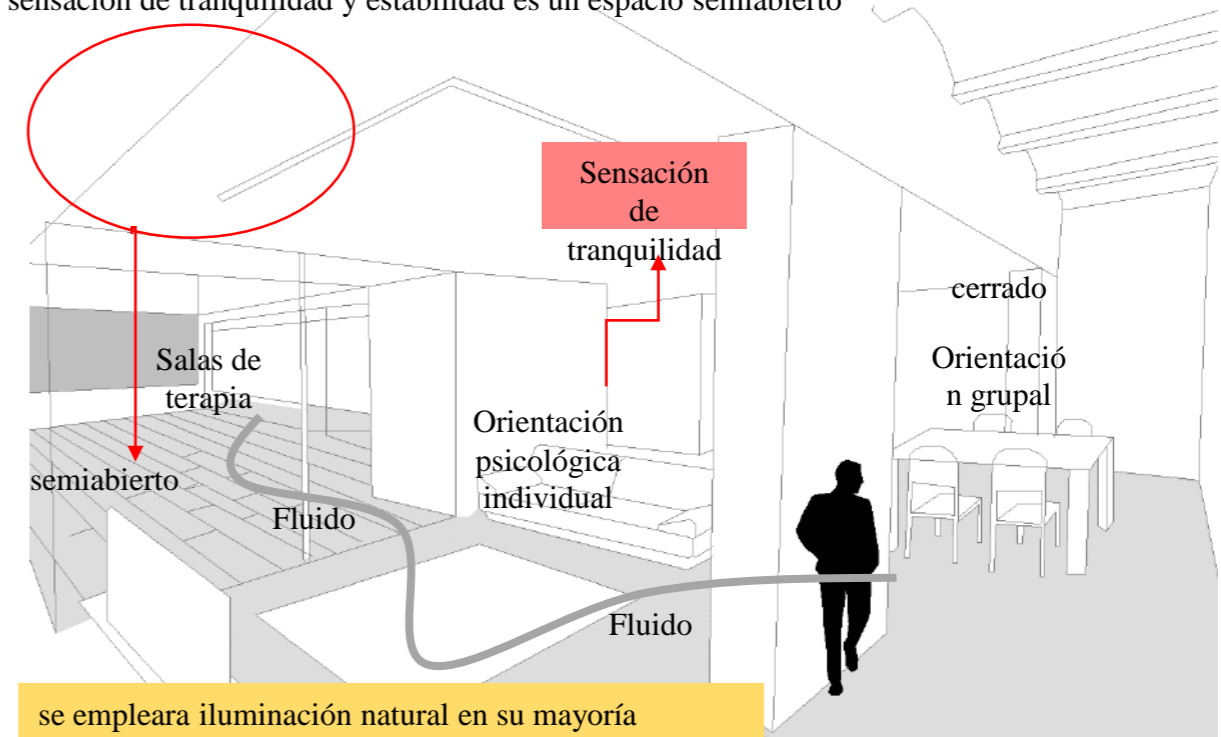 sensación de tranquilidad y estabilidad es un espacio semiabierto
Sensación
de
tranquilidad
cerrado
Orientació
n grupal
Salas de
terapia
Orientación
psicológica
individual
semiabierto
Fluido
Fluido
se empleara iluminación natural en su mayoría